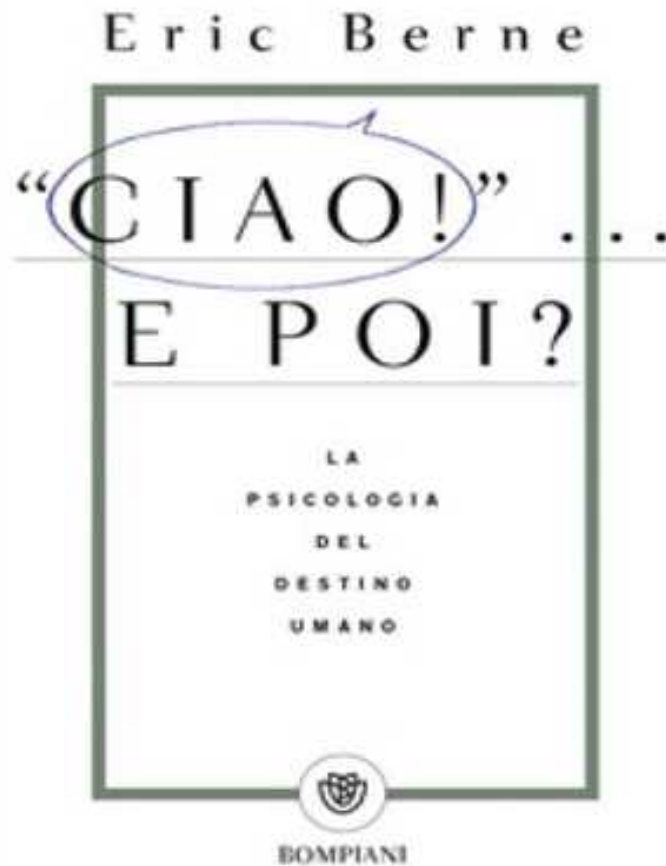 Eric Berne
“CIAO!”...
E POI?
LA
PSICOLOGIA
DEL
DESTINO
UMANO
BOMPIANI